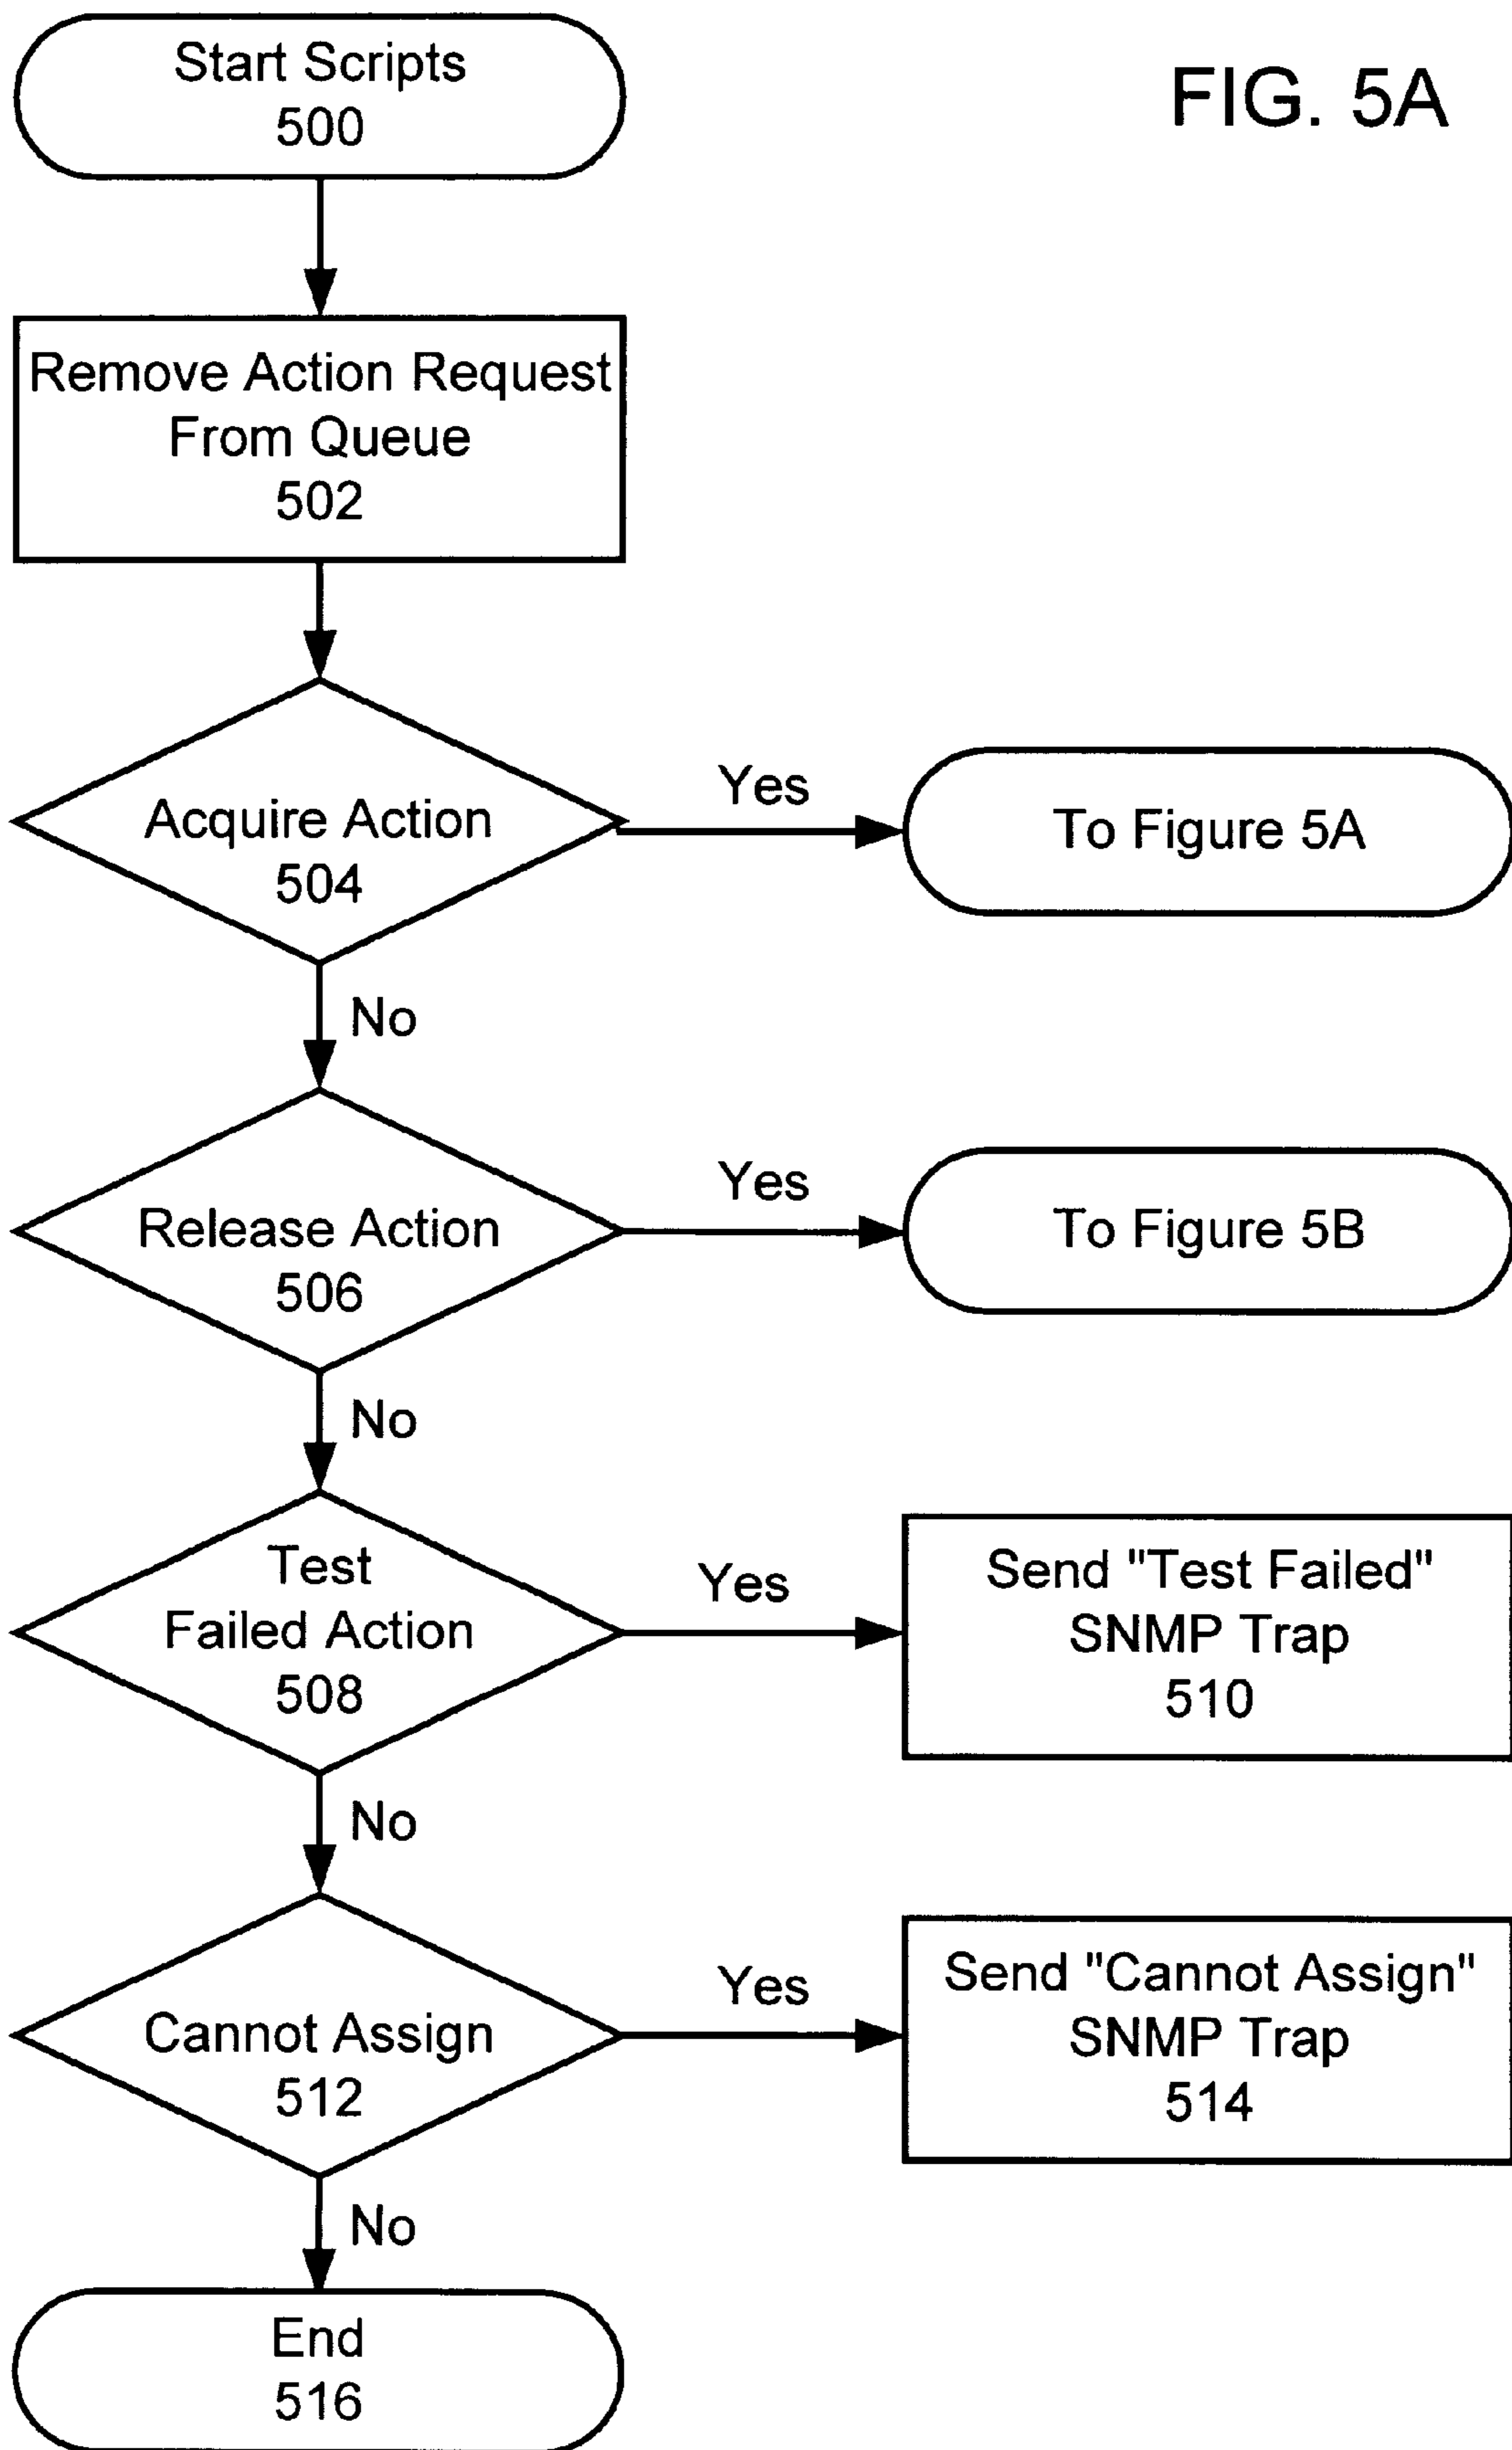 FIG. 5A
Start Scripts
500
Remove Action Request
From Queue
502
Acquire Action
504
Yes
To Figure 5A
No
Release Action
506
Yes
To Figure 5B
No
Test
Failed Action
508
Yes
Send "Test Failed"
SNMP Trap
510
No
Cannot Assign
512
Yes
Send "Cannot Assign"
SNMP Trap
514
No
End
516